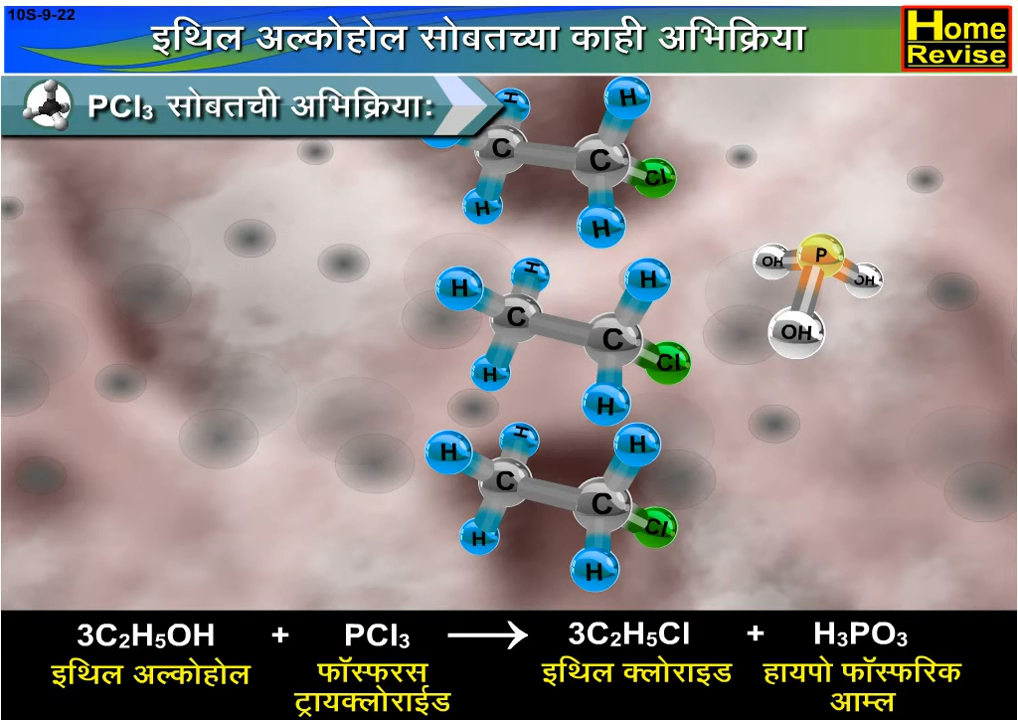 10S-9-22
इथिल अल्कोहोल सोबतच्या काही अभिक्रिया
Home
Revise
PCl₃ सोबतची अभिक्रिया:
H
H
C
C
Cl
H
H
H
H
H
C
C
Cl
H
H
H
H
H
C
C
Cl
H
H
OH
P
OH
OH
3C₂H₅OH + PCl₃ ⟶ 3C₂H₅Cl + H₃PO₃
इथिल अल्कोहोल फॉस्फरस इथिल क्लोराइड हायपो फॉस्फरिक
ट्रायक्लोराईड आम्ल